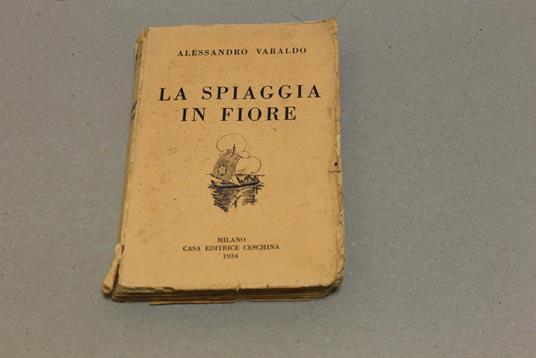 ALESSANDRO VARALDO
LA SPIAGGIA
IN FIORE
MILANO
CASA EDITRICE CESCHINA
1934